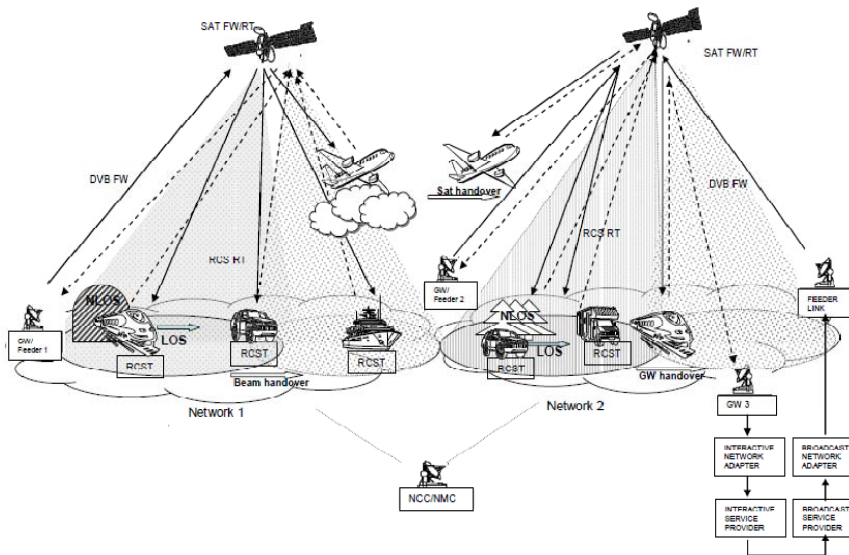 SAT FW/RT
SAT FW/RT
DVB FW
Sat handover
DVB FW
RCS RT
RCS RT
GW/
Feeder 2
NLOS
NLOS
FEEDER
LINK
GW/
Feeder 1
LOS
RCST
RCST
RCST
LOS
RCST
RCST
Beam handover
GW handover
GW 3
Network 1
Network 2
NCC/NMC
INTERACTIVE
NETWORK
ADAPTER
BROADCAST
NETWORK
ADAPTER
INTERACTIVE
SERVICE
PROVIDER
BROADCAST
SERVICE
PROVIDER